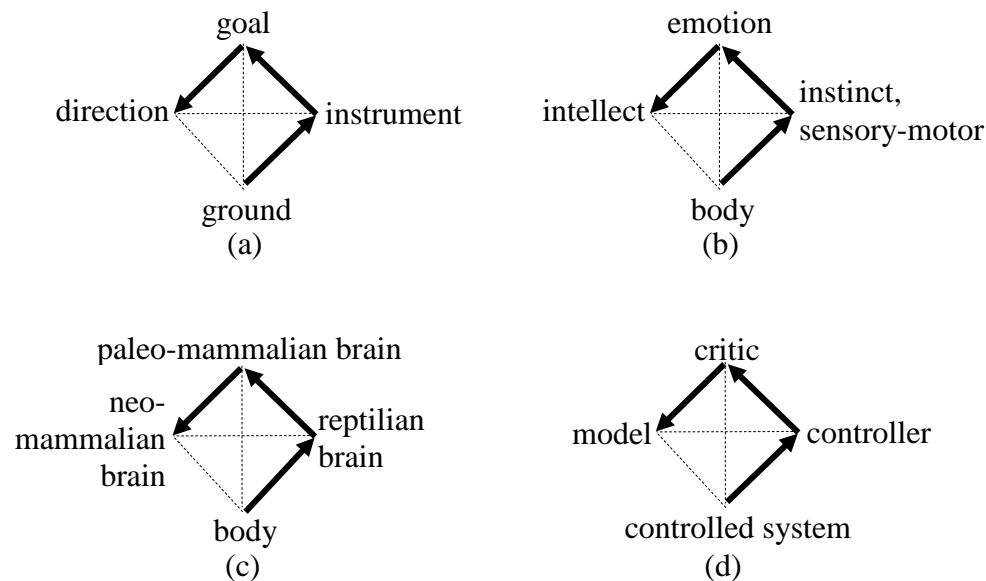 goal
direction
instrument
ground
(a)
emotion
intellect
instinct,
sensory-motor
body
(b)
paleo-mammalian brain
neo-
mammalian
brain
reptilian
brain
body
(c)
critic
model
controller
controlled system
(d)